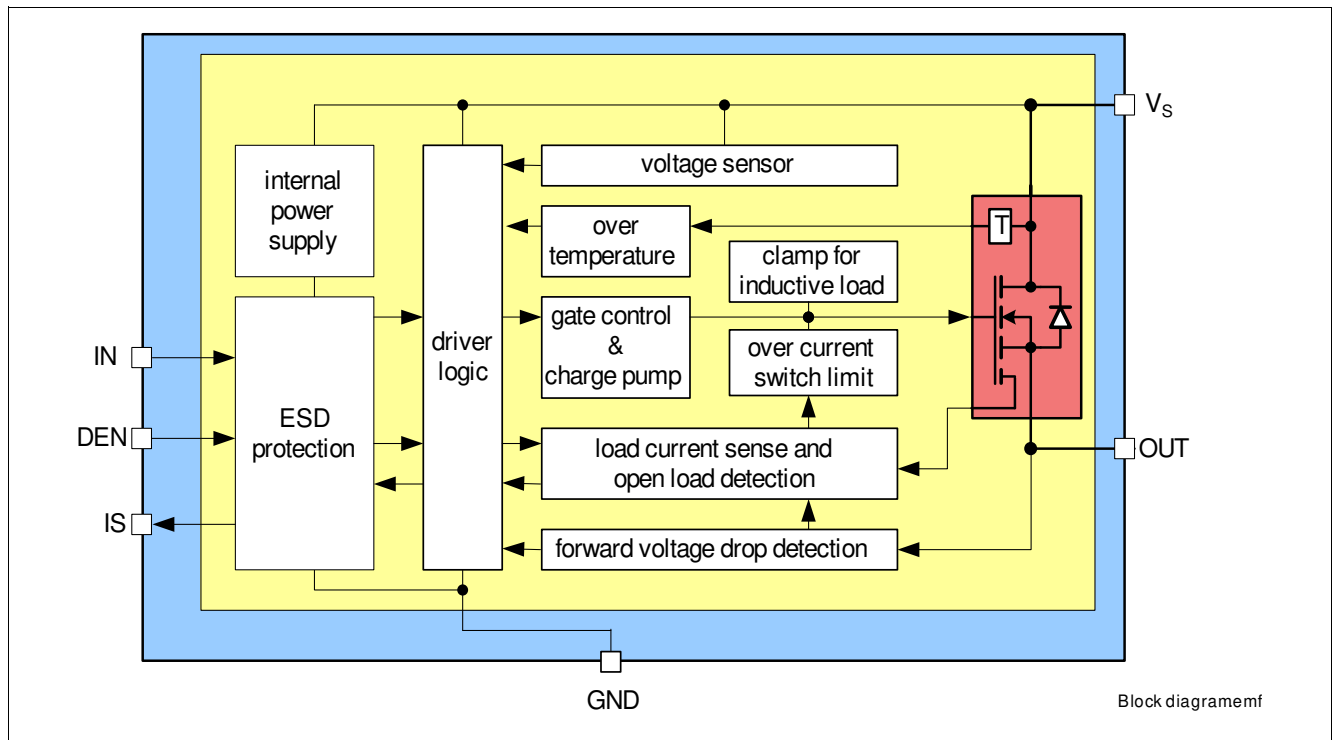 VS
voltage sensor
internal
power
supply
T
over
temperature
clamp for
inductive load
gate control
&
charge pump
driver
logic
over current
switch limit
IN
ESD
protection
DEN
load current sense and
open load detection
OUT
IS
forward voltage drop detection
GND
Block diagramemf